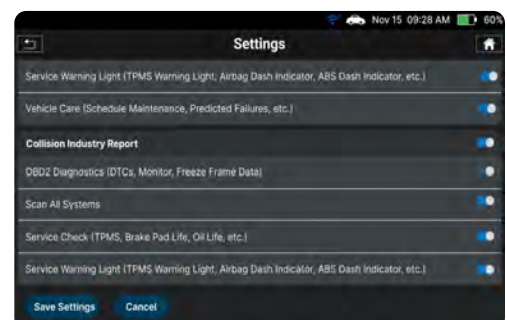 Nov 15 09:28 AM 60%
Settings
Service Warning Light (TPMS Warning Light, Airbag Dash Indicator, ABS Dash Indicator, etc.)
Vehicle Care (Schedule Maintenance, Predicted Failures, etc.)
Collision Industry Report
OBD2 Diagnostics (DTCs, Monitor, Freeze Frame Data)
Scan All Systems
Service Check (TPMS, Brake Pad Life, Oil Life, etc.)
Service Warning Light (TPMS Warning Light, Airbag Dash Indicator, ABS Dash Indicator, etc.)
Save Settings Cancel